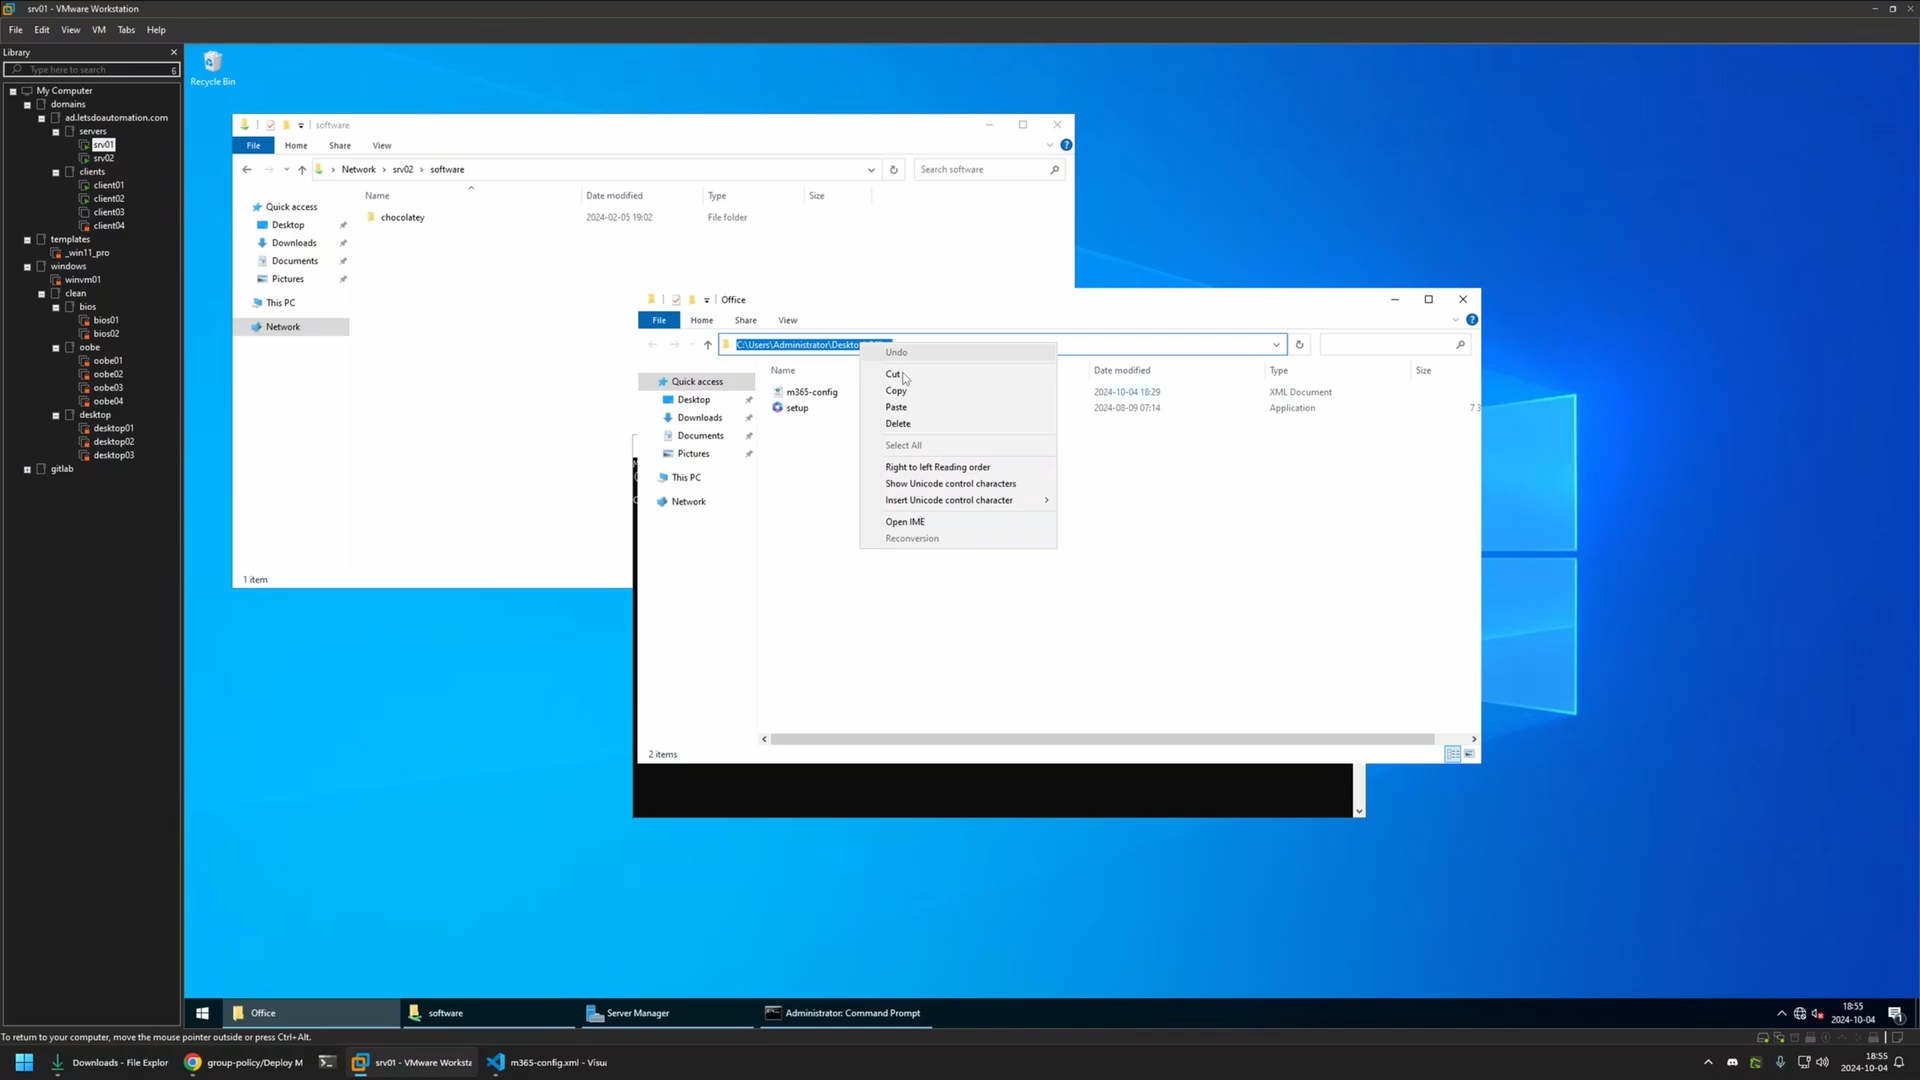 srv01 - VMware Workstation
File Edit View VM Tabs Help
Library
Type here to search
My Computer
domains
ad.letsdoautomation.com
servers
srv01
srv02
clients
client01
client02
client03
client04
templates
_win11_pro
windows
winvm01
clean
bios
bios01
bios02
oobe
oobe01
oobe02
oobe03
oobe04
desktop
desktop01
desktop02
desktop03
gitlab
Recycle Bin
software
File Home Share View
Network > srv02 > software
Search software
Name Date modified Type Size
chocolatey 2024-02-05 19:02 File folder
Quick access
Desktop
Downloads
Documents
Pictures
This PC
Network
1 item
Office
File Home Share View
C:\Users\Administrator\Desktop
Name Date modified Type Size
m365-config 2024-10-04 18:29 XML Document
setup 2024-08-09 07:14 Application 7 3
Quick access
Desktop
Downloads
Documents
Pictures
This PC
Network
2 items
Undo
Cut
Copy
Paste
Delete
Select All
Right to left Reading order
Show Unicode control characters
Insert Unicode control character
Open IME
Reconversion
Office
software
Server Manager
Administrator: Command Prompt
18:55
2024-10-04
To return to your computer, move the mouse pointer outside or press Ctrl+Alt.
Downloads - File Explor
group-policy/Deploy M
srv01 - VMware Workst
m365-config.xml - Visu
18:55
2024-10-04